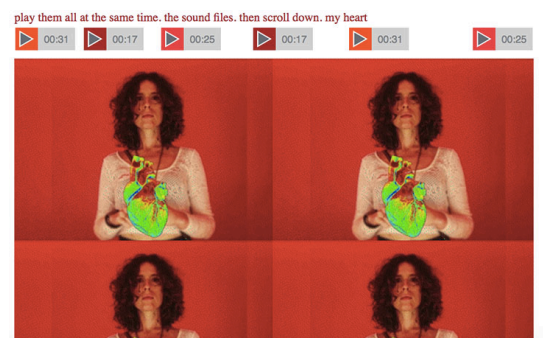 play them all at the same time. the sound files. then scroll down. my heart
00:31 00:17 00:25 00:17 00:31 00:25